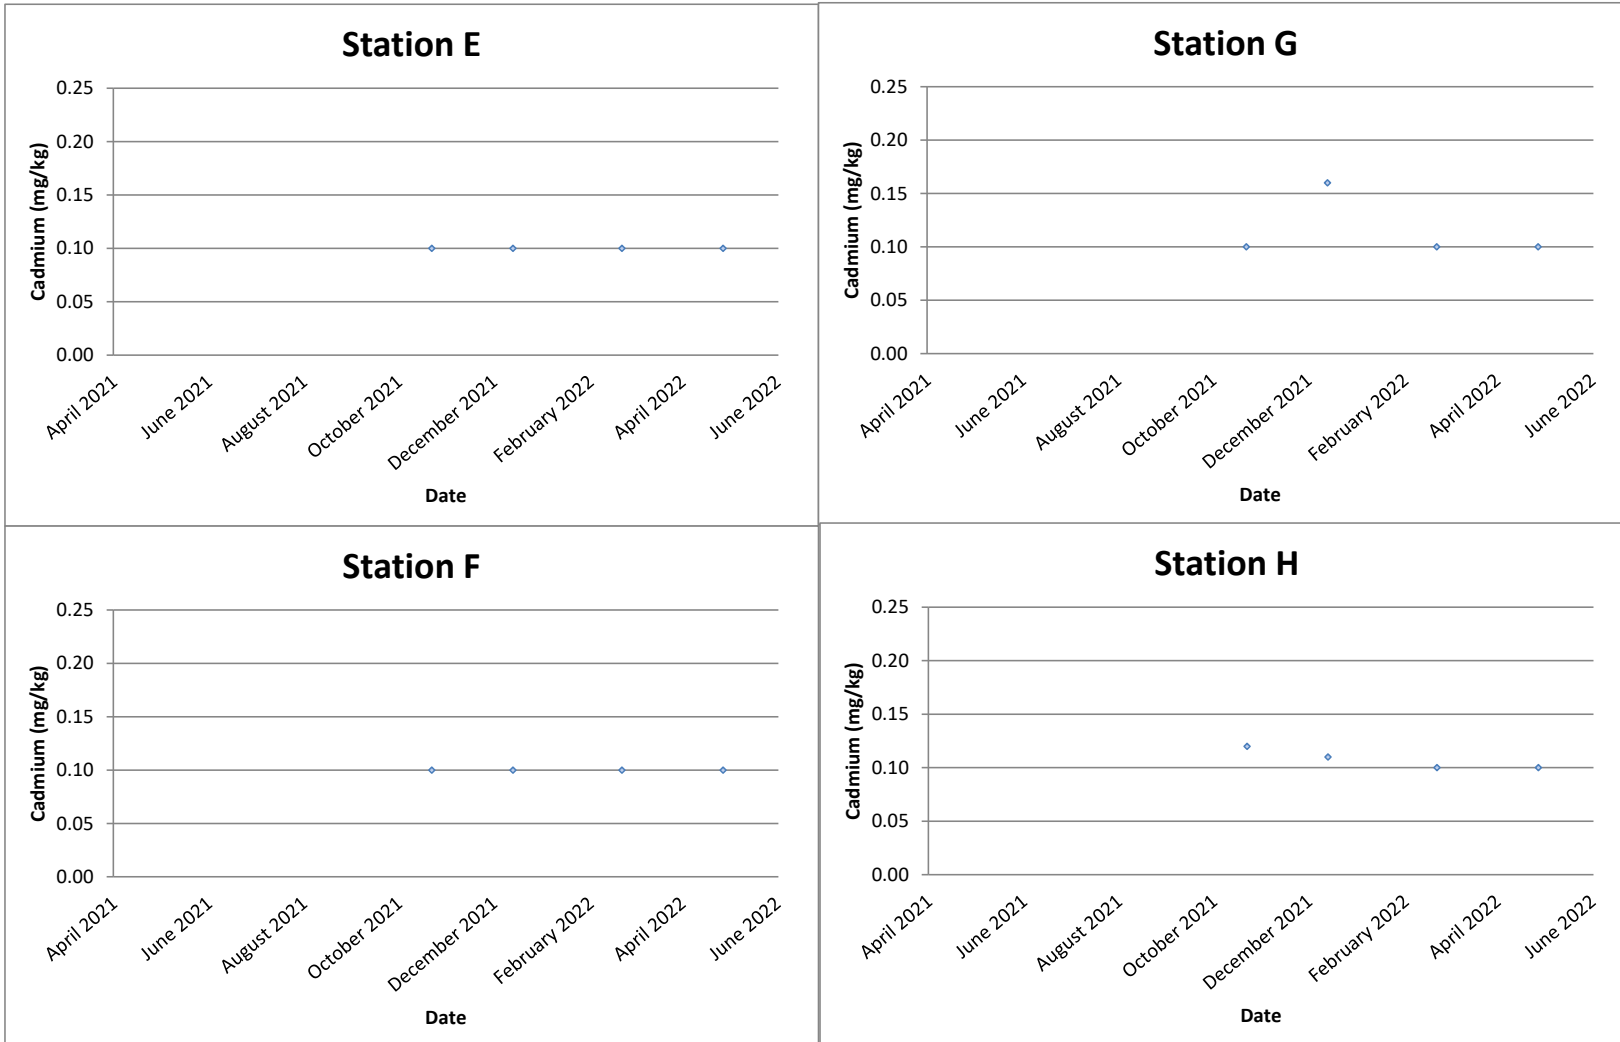 Station E
0.25
0.20
0.15
0.10
0.05
0.00
Cadmium (mg/kg)
April 2021
June 2021
August 2021
October 2021
December 2021
February 2022
April 2022
June 2022
Date
Station G
0.25
0.20
0.15
0.10
0.05
0.00
Cadmium (mg/kg)
April 2021
June 2021
August 2021
October 2021
December 2021
February 2022
April 2022
June 2022
Date
Station F
0.25
0.20
0.15
0.10
0.05
0.00
Cadmium (mg/kg)
April 2021
June 2021
August 2021
October 2021
December 2021
February 2022
April 2022
June 2022
Date
Station H
0.25
0.20
0.15
0.10
0.05
0.00
Cadmium (mg/kg)
April 2021
June 2021
August 2021
October 2021
December 2021
February 2022
April 2022
June 2022
Date